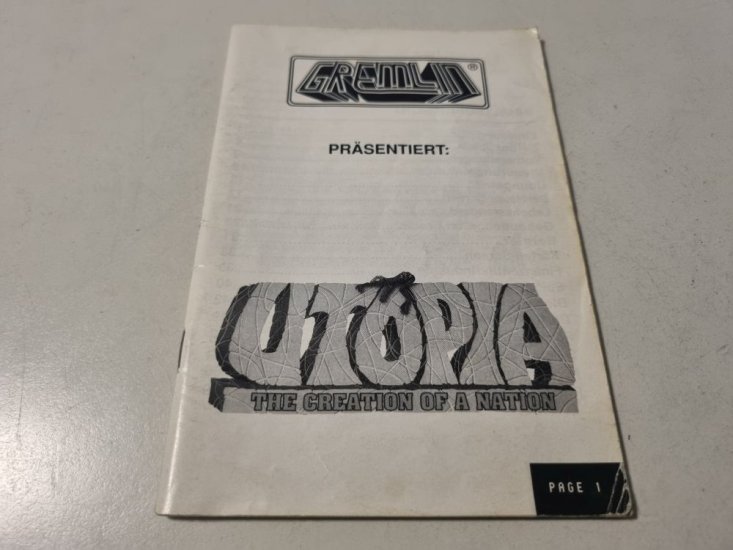 GREMLIN®
PRÄSENTIERT:
UTOPIA
THE CREATION OF A NATION
PAGE 1